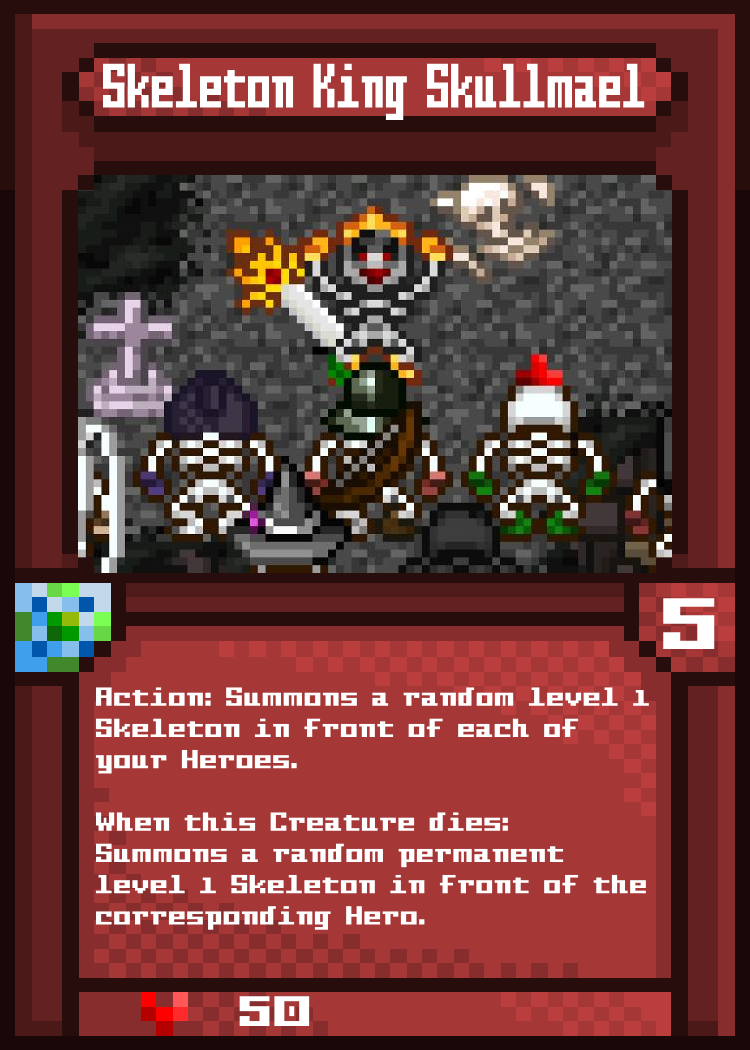 Skeleton King Skullmael
5
Action: Summons a random level 1
Skeleton in front of each of
your Heroes.
When this Creature dies:
Summons a random permanent
level 1 Skeleton in front of the
corresponding Hero.
50